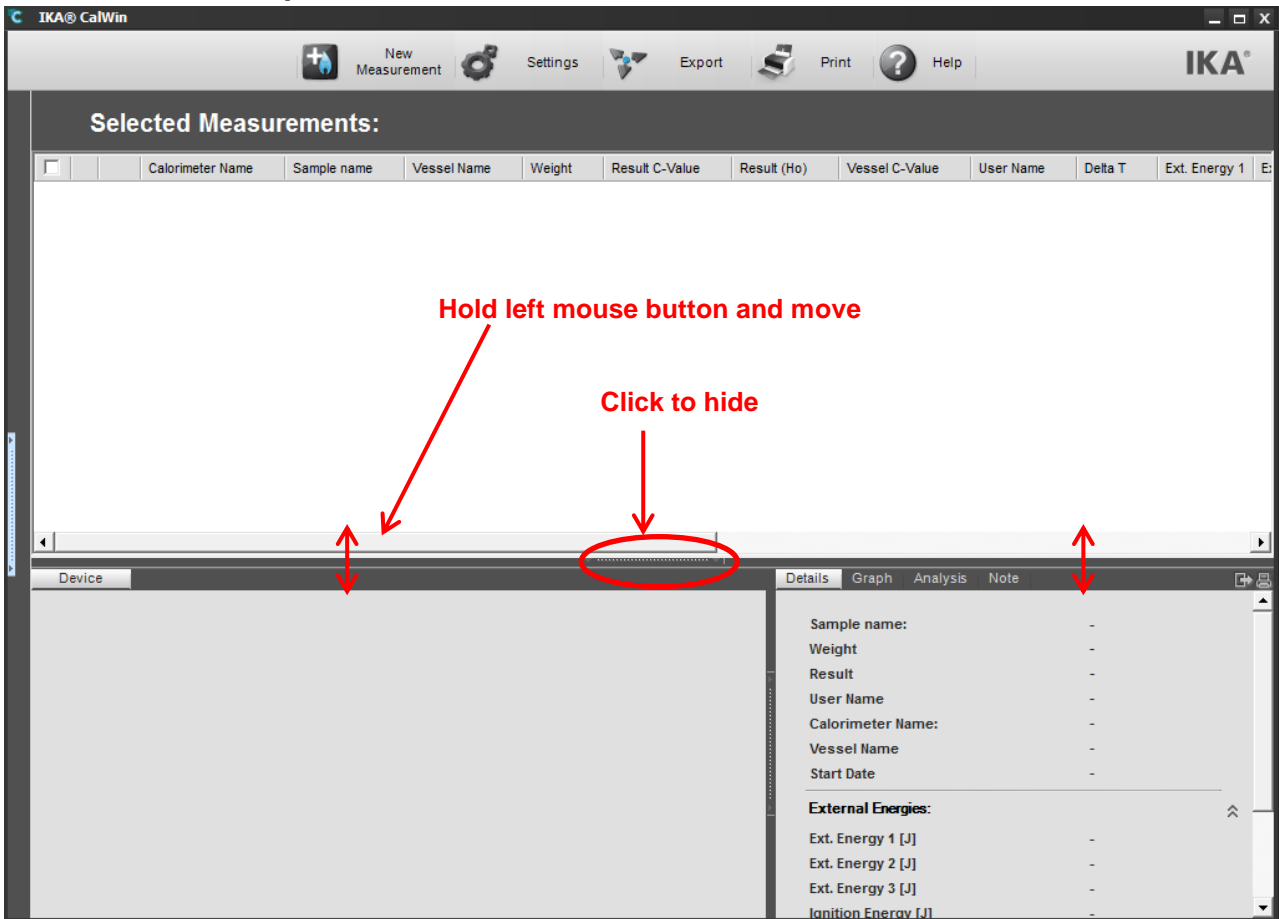 IKA® CalWin
New
Measurement
Settings
Export
Print
Help
IKA®
Selected Measurements:
Calorimeter Name Sample name Vessel Name Weight Result C-Value Result (Ho) Vessel C-Value User Name Delta T Ext. Energy 1
Hold left mouse button and move
Click to hide
Device
Details Graph Analysis Note
Sample name: -
Weight -
Result -
User Name -
Calorimeter Name: -
Vessel Name -
Start Date -
External Energies:
Ext. Energy 1 [J] -
Ext. Energy 2 [J] -
Ext. Energy 3 [J] -
Ignition Energy [J] -